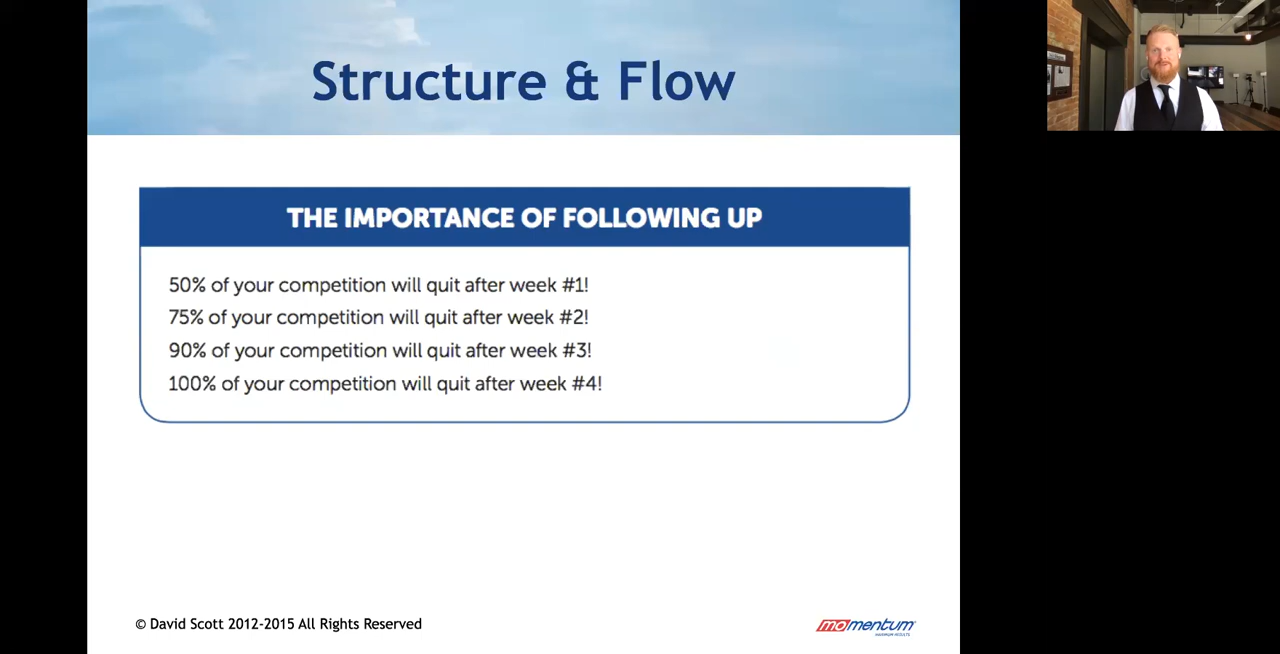 Structure & Flow
THE IMPORTANCE OF FOLLOWING UP
50% of your competition will quit after week #1!
75% of your competition will quit after week #2!
90% of your competition will quit after week #3!
100% of your competition will quit after week #4!
© David Scott 2012-2015 All Rights Reserved
momentum
MAXIMUM RESULTS